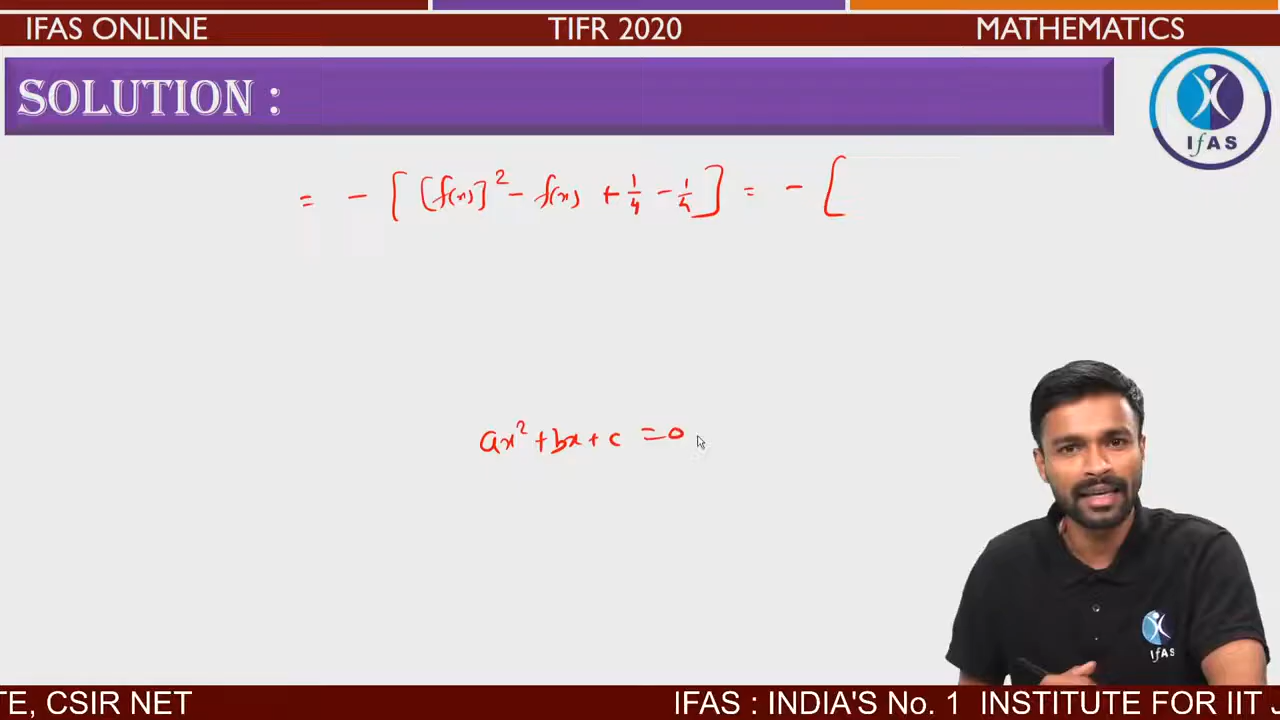 IFAS ONLINE TIFR 2020 MATHEMATICS
SOLUTION :
IfAS
= - [ [f(x)]² - f(x) + 1/4 - 1/4 ] = - [
ax² + bx + c = 0
IfAS
TE, CSIR NET IFAS : INDIA'S No. 1 INSTITUTE FOR IIT J